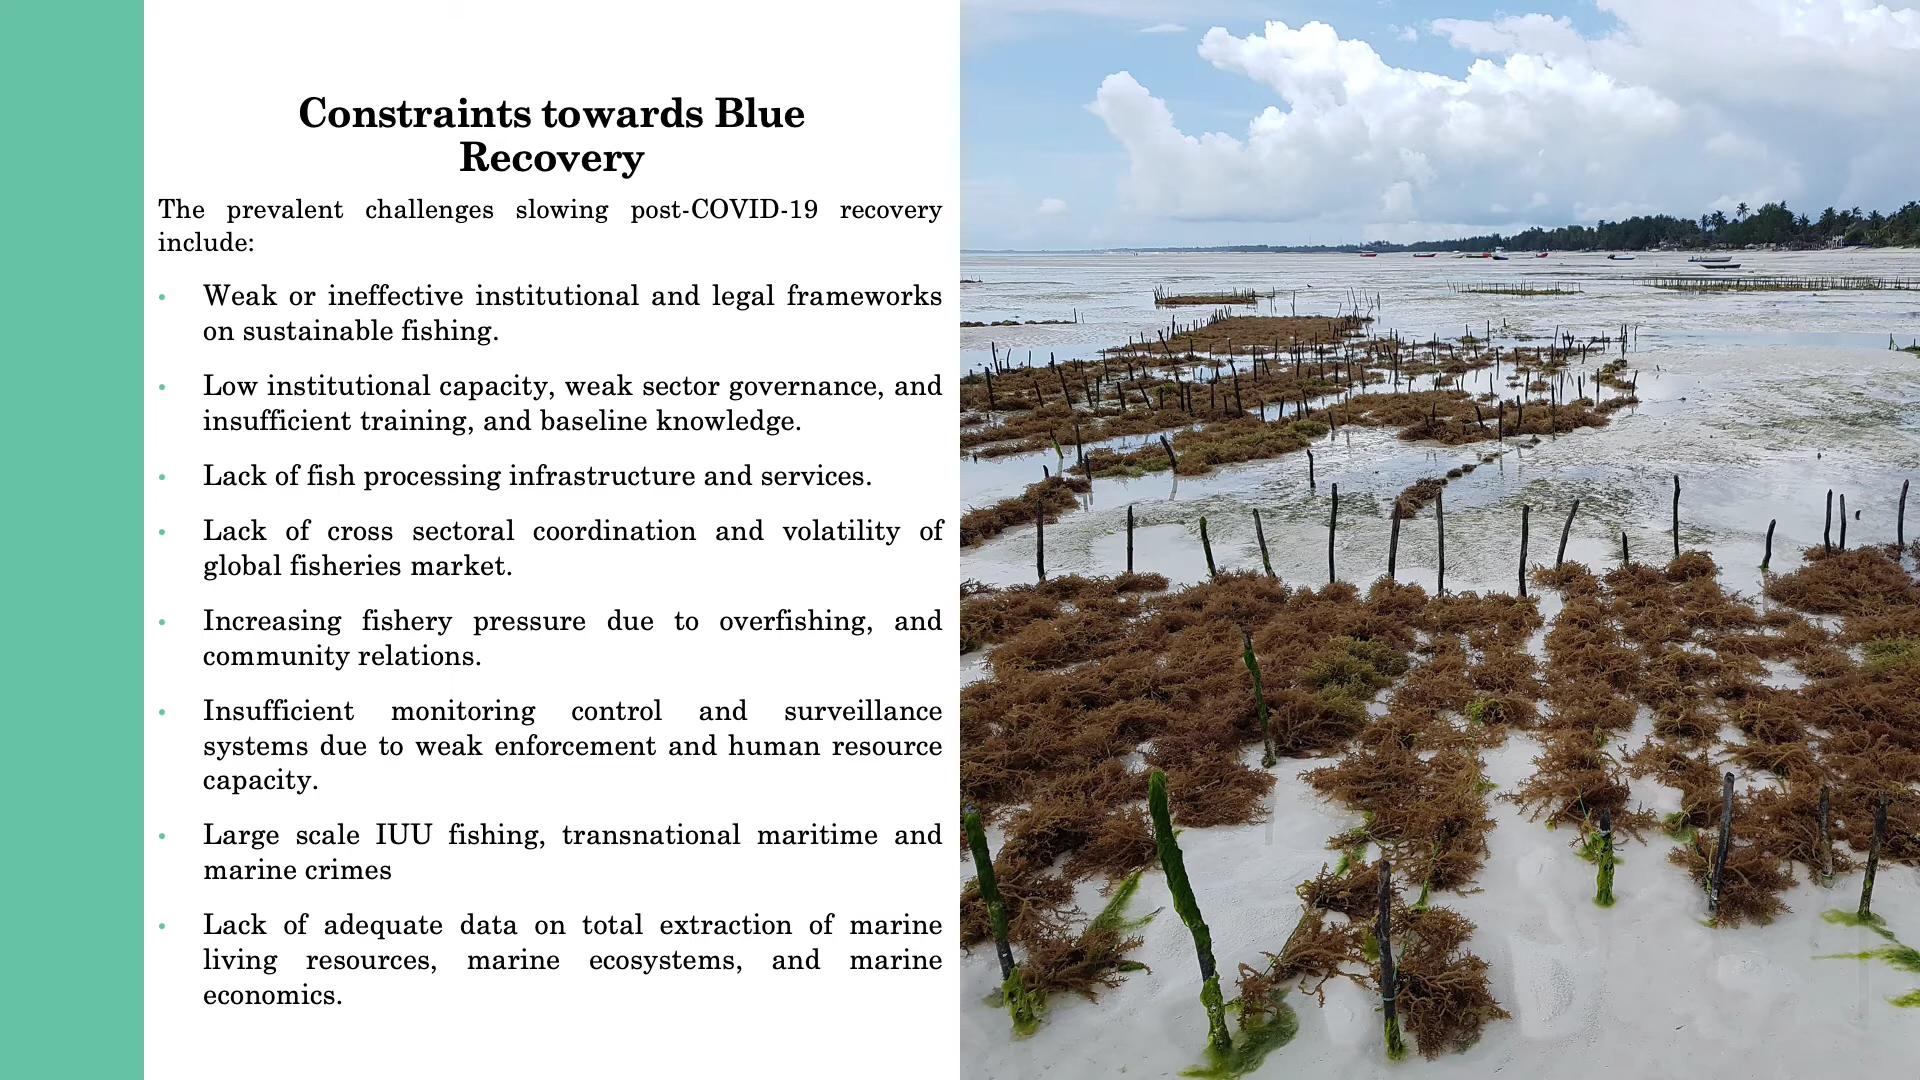 Constraints towards Blue
Recovery
The prevalent challenges slowing post-COVID-19 recovery
include:
• Weak or ineffective institutional and legal frameworks
on sustainable fishing.
• Low institutional capacity, weak sector governance, and
insufficient training, and baseline knowledge.
• Lack of fish processing infrastructure and services.
• Lack of cross sectoral coordination and volatility of
global fisheries market.
• Increasing fishery pressure due to overfishing, and
community relations.
• Insufficient monitoring control and surveillance
systems due to weak enforcement and human resource
capacity.
• Large scale IUU fishing, transnational maritime and
marine crimes
• Lack of adequate data on total extraction of marine
living resources, marine ecosystems, and marine
economics.